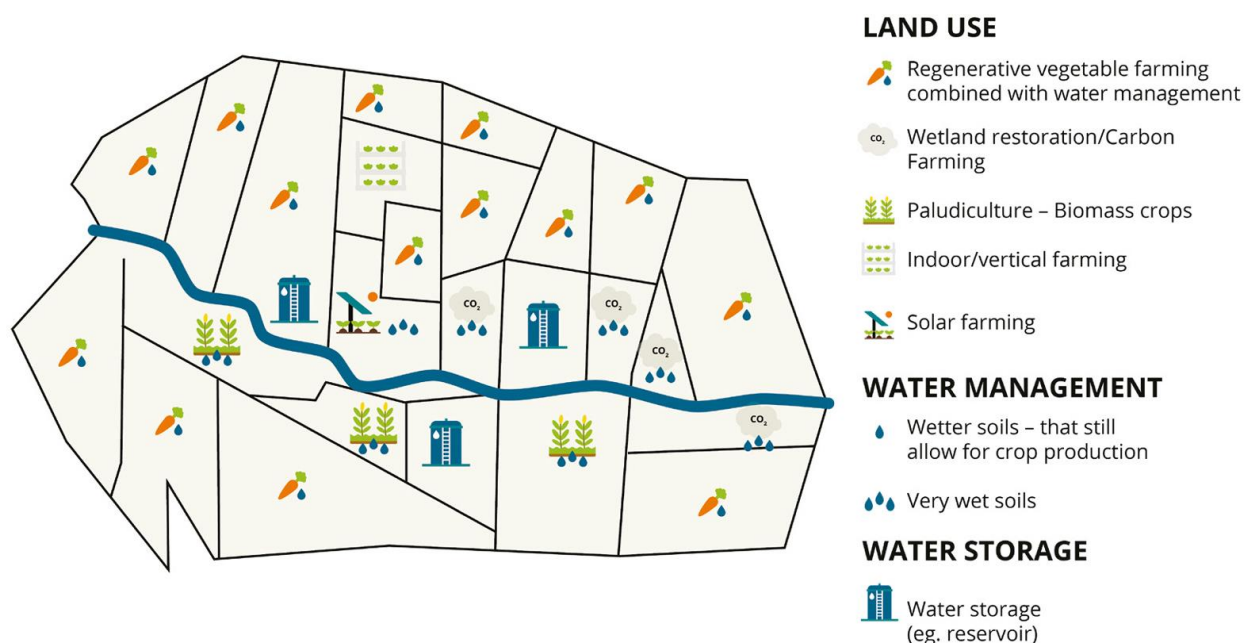 LAND USE
Regenerative vegetable farming
combined with water management
CO₂
Wetland restoration/Carbon
Farming
Paludiculture – Biomass crops
Indoor/vertical farming
Solar farming
WATER MANAGEMENT
Wetter soils – that still
allow for crop production
Very wet soils
WATER STORAGE
Water storage
(eg. reservoir)
CO₂
CO₂
CO₂
CO₂